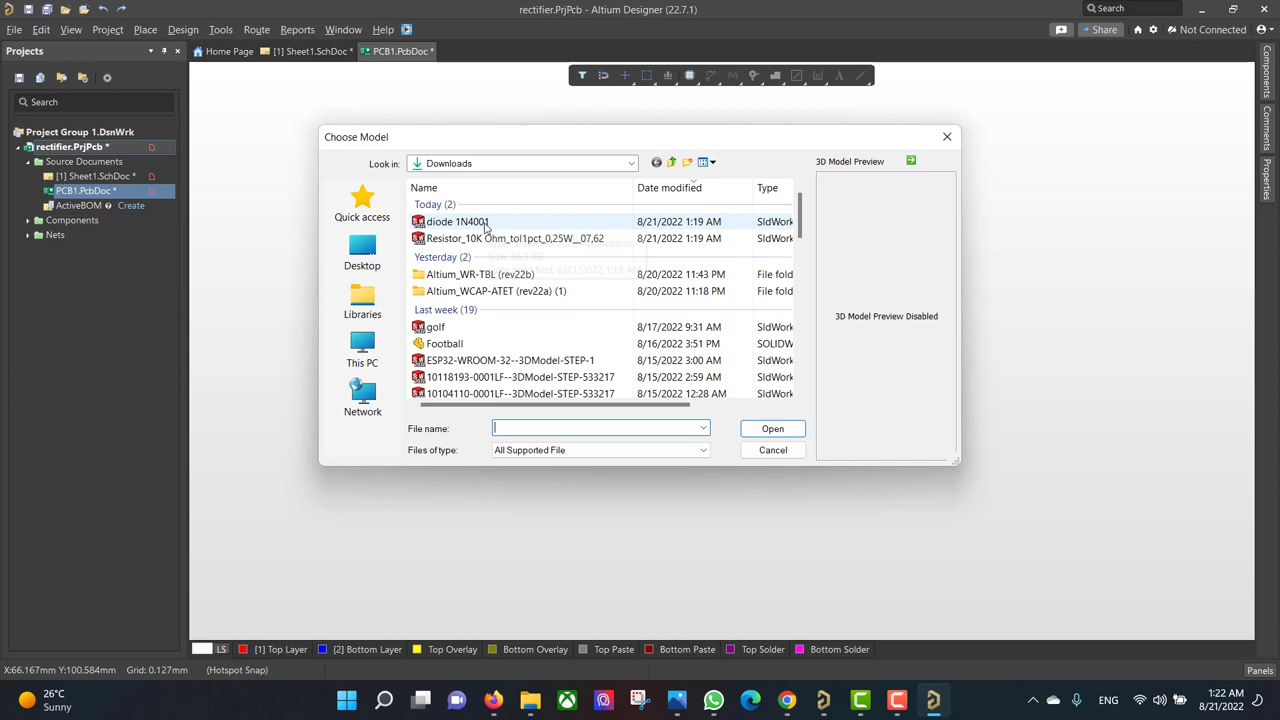 rectifier.PrjPcb - Altium Designer (22.7.1)
Search
File Edit View Project Place Design Tools Route Reports Window Help
Share
Not Connected
Projects
Home Page
[1] Sheet1.SchDoc *
PCB1.PcbDoc *
Search
Project Group 1.DsnWrk
rectifier.PrjPcb *
Source Documents
[1] Sheet1.SchDoc *
PCB1.PcbDoc *
ActiveBOM Create
Components
Nets
Components
Comments
Properties
Choose Model
Look in: Downloads
3D Model Preview
Name Date modified Type
Today (2)
diode 1N4001 8/21/2022 1:19 AM SldWork
Resistor_10K Ohm_tol1pct_0,25W__07,62 8/21/2022 1:19 AM SldWork
Yesterday (2)
Altium_WR-TBL (rev22b) 8/20/2022 11:43 PM File fold
Altium_WCAP-ATET (rev22a) (1) 8/20/2022 11:18 PM File fold
Last week (19)
golf 8/17/2022 9:31 AM SldWork
Football 8/16/2022 3:51 PM SOLIDW
ESP32-WROOM-32--3DModel-STEP-1 8/15/2022 3:00 AM SldWork
10118193-0001LF--3DModel-STEP-533217 8/15/2022 2:59 AM SldWork
10104110-0001LF--3DModel-STEP-533217 8/15/2022 12:28 AM SldWork
Quick access
Desktop
Libraries
This PC
Network
3D Model Preview Disabled
File name:
Open
Files of type: All Supported File
Cancel
LS [1] Top Layer [2] Bottom Layer Top Overlay Bottom Overlay Top Paste Bottom Paste Top Solder Bottom Solder
X:66.167mm Y:100.584mm Grid: 0.127mm (Hotspot Snap)
Panels
26°C
Sunny
ENG
1:22 AM
8/21/2022